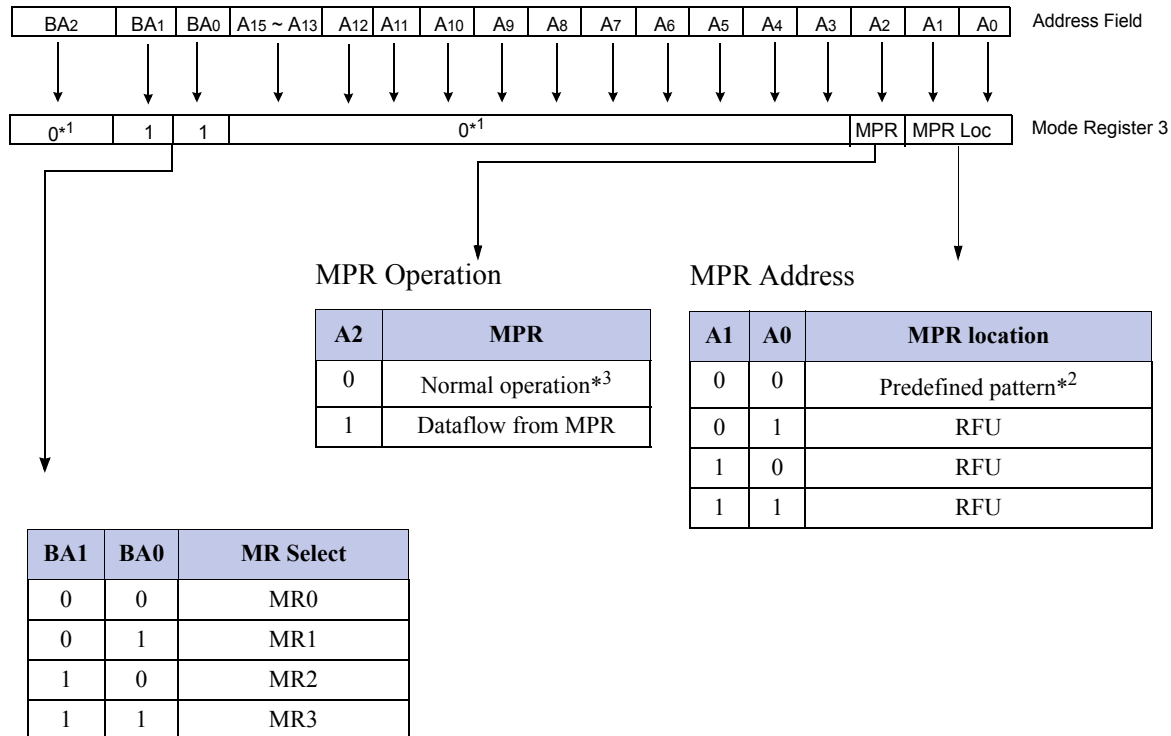 BA2 BA1 BA0 A15 ~ A13 A12 A11 A10 A9 A8 A7 A6 A5 A4 A3 A2 A1 A0 Address Field
0*1 1 1 0*1 MPR MPR Loc Mode Register 3
MPR Operation
A2 MPR
0 Normal operation*3
1 Dataflow from MPR
MPR Address
A1 A0 MPR location
0 0 Predefined pattern*2
0 1 RFU
1 0 RFU
1 1 RFU
BA1 BA0 MR Select
0 0 MR0
0 1 MR1
1 0 MR2
1 1 MR3